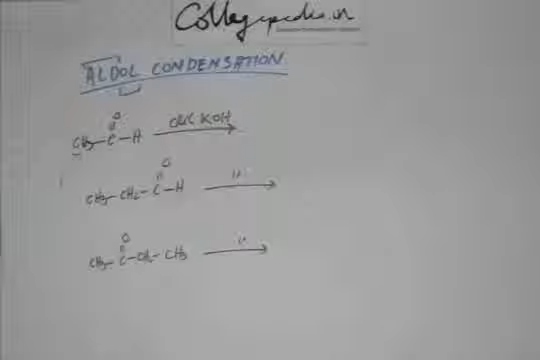 Collegepedia.in
ALDOL CONDENSATION
O
CH3-C-H dil KOH
O
CH3-CH2-C-H "
O
CH3-C-CH2-CH3 "